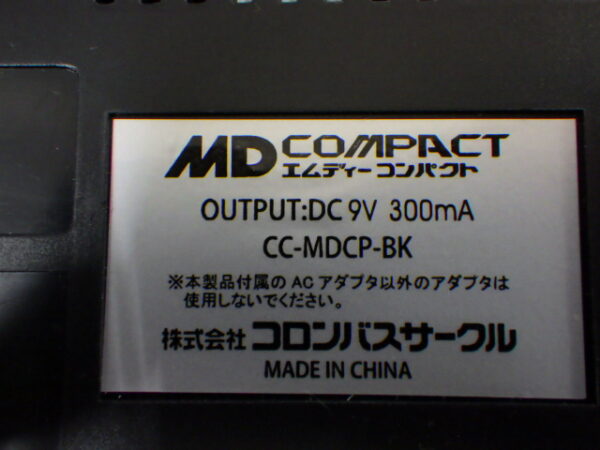 MD COMPACT
エムディーコンパクト
OUTPUT:DC 9V 300mA
CC-MDCP-BK
※本製品付属の AC アダプタ以外のアダプタは
使用しないでください。
株式会社 コロンバスサークル
MADE IN CHINA